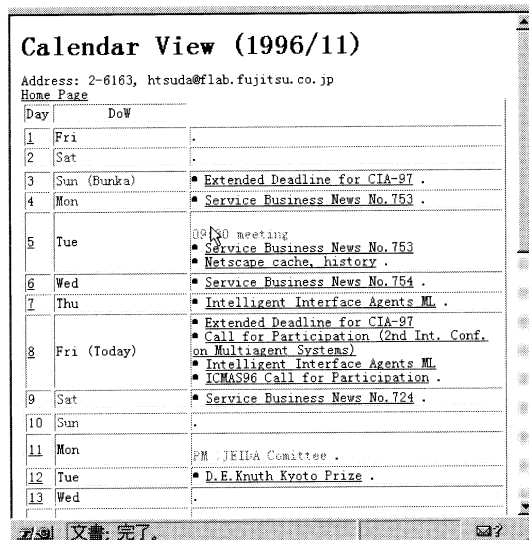 Calendar View (1996/11)
Address: 2-6163, htsuda@flab.fujitsu.co.jp
Home Page
Day DoW
1 Fri .
2 Sat .
3 Sun (Bunka) • Extended Deadline for CIA-97 .
4 Mon • Service Business News No.753 .
5 Tue
meeting
• Service Business News No.753
• Netscape cache, history .
6 Wed • Service Business News No.754 .
7 Thu • Intelligent Interface Agents ML .
8 Fri (Today)
• Extended Deadline for CIA-97
• Call for Participation (2nd Int. Conf.
on Multiagent Systems)
• Intelligent Interface Agents ML
• ICMAS96 Call for Participation .
9 Sat • Service Business News No.724 .
10 Sun .
11 Mon PM JEIDA Comittee .
12 Tue • D.E.Knuth Kyoto Prize .
13 Wed .
文書: 完了。
?